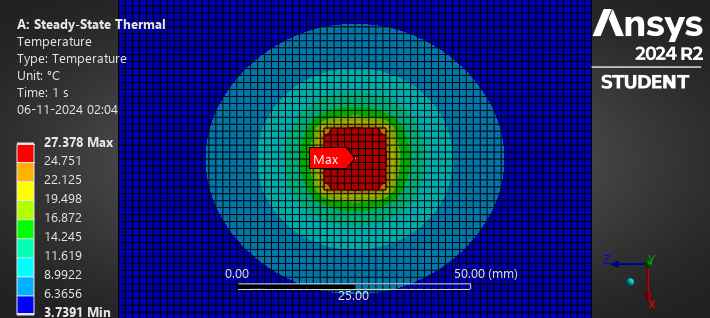 A: Steady-State Thermal
Temperature
Type: Temperature
Unit: °C
Time: 1 s
06-11-2024 02:04
27.378 Max
24.751
22.125
19.498
16.872
14.245
11.619
8.9922
6.3656
3.7391 Min
Max
0.00
50.00 (mm)
25.00
Ansys
2024 R2
STUDENT
Z
Y
X